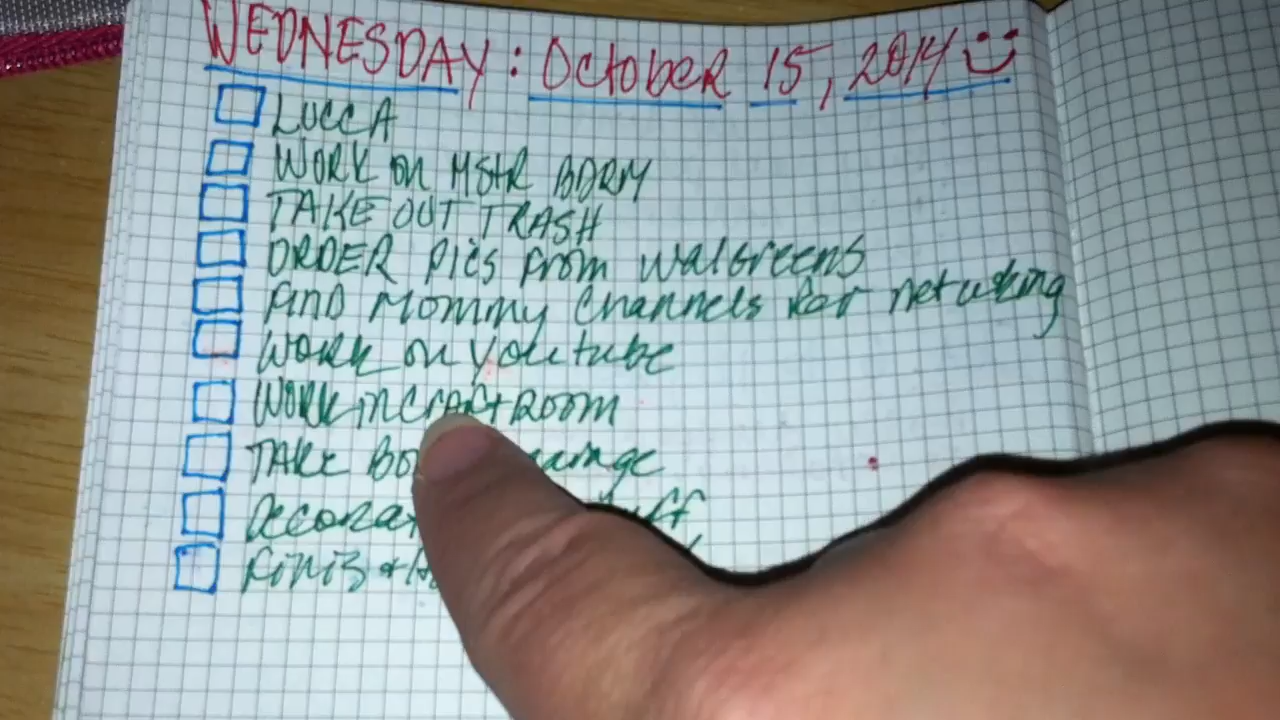 WEDNESDAY: October 15, 2014
LUCCA
WORK on MStR BDRM
TAKE OUT TRASH
ORDER Pics from Walgreens
FIND Mommy Channels for netwking
WORK on youtube
WORK in Craft Room
TAKE